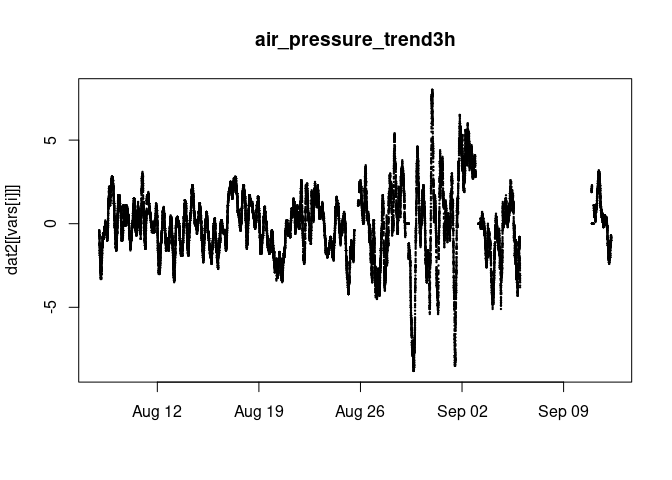 air_pressure_trend3h
dat2[[vars[i]]]
5
0
-5
Aug 12
Aug 19
Aug 26
Sep 02
Sep 09